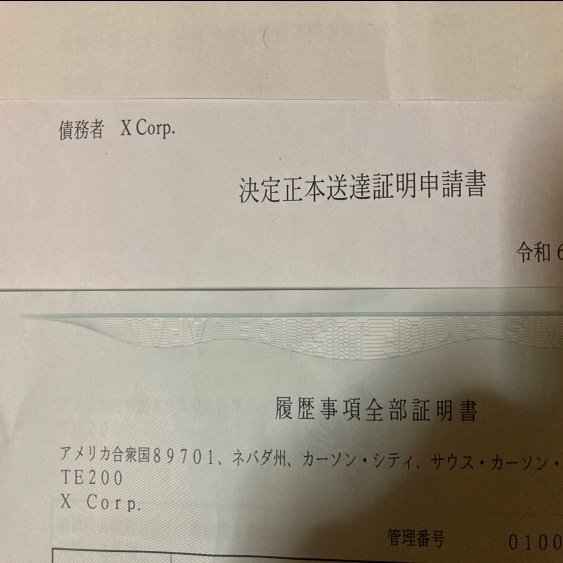 債務者　X Corp.
決定正本送達証明申請書
令和6
履歴事項全部証明書
アメリカ合衆国89701、ネバダ州、カーソン・シティ、サウス・カーソン・
TE200
X Corp.
管理番号　0100